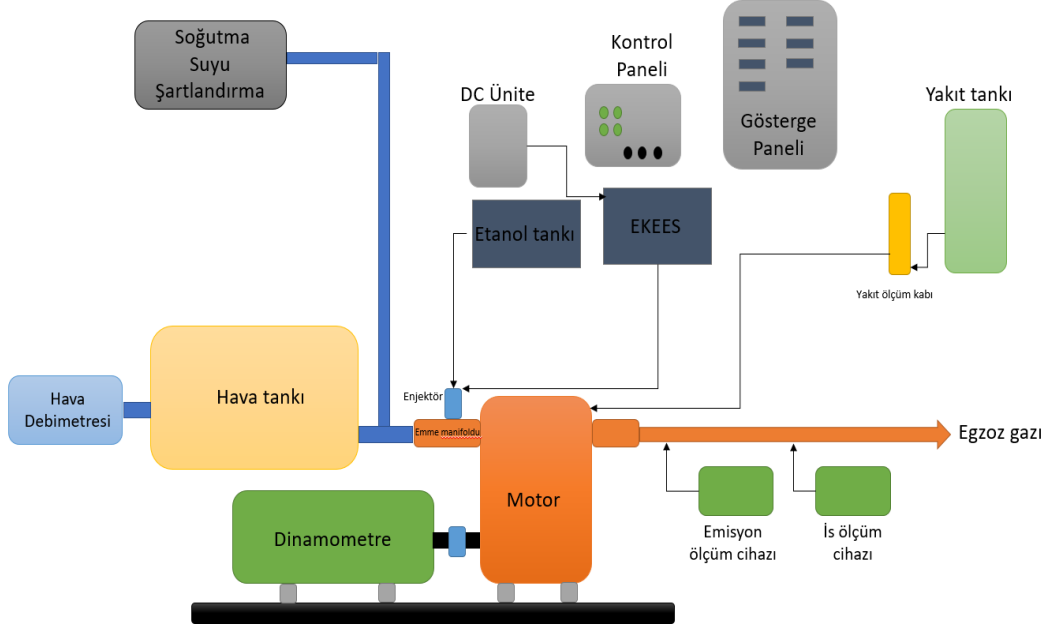 Soğutma
Suyu
Şartlandırma
DC Ünite
Kontrol
Paneli
Gösterge
Paneli
Yakıt tankı
Etanol tankı
EKEES
Yakıt ölçüm kabı
Hava
Debimetresi
Hava tankı
Enjektör
Emme manifoldu
Motor
Egzoz gazı
Dinamometre
Emisyon
ölçüm cihazı
İs ölçüm
cihazı